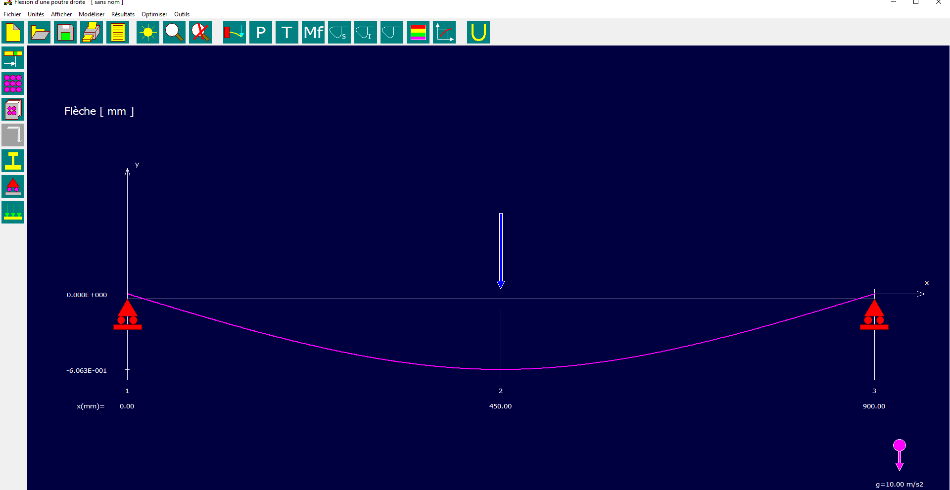 Flexion d'une poutre droite [ sans nom ]
Fichier Unités Afficher Modéliser Résultats Optimiser Outils
P T Mf S I
Flèche [ mm ]
y
x
0.000E+000
-6.063E-001
1 2 3
x(mm)= 0.00 450.00 900.00
g=10.00 m/s2